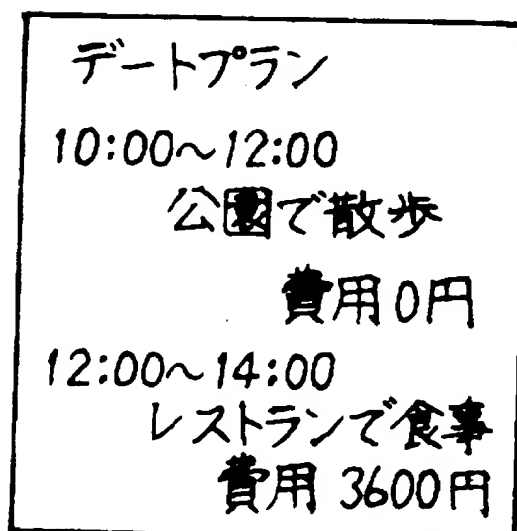 デートプラン
10:00～12:00
公園で散歩
費用0円
12:00～14:00
レストランで食事
費用 3600円